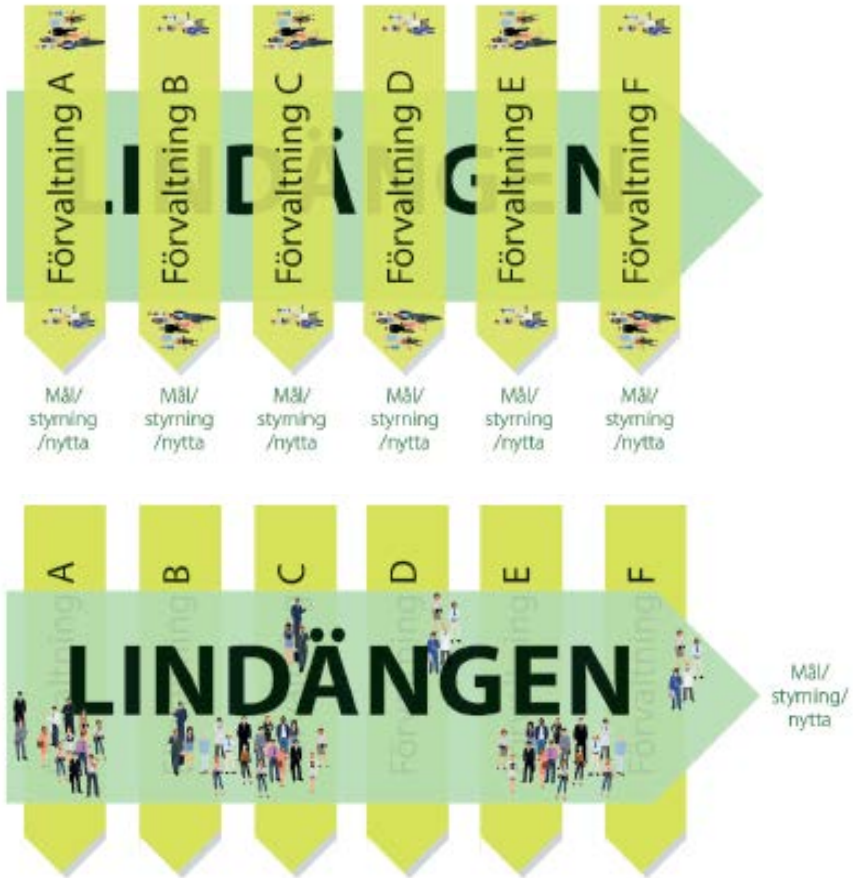 Förvaltning A
Förvaltning B
Förvaltning C
Förvaltning D
Förvaltning E
Förvaltning F
LINDÄNGEN
Mål/
styrning
/nytta
Mål/
styrning
/nytta
Mål/
styrning
/nytta
Mål/
styrning
/nytta
Mål/
styrning
/nytta
Mål/
styrning
/nytta
Förvaltning A
Förvaltning B
Förvaltning C
Förvaltning D
Förvaltning E
Förvaltning F
LINDÄNGEN
Mål/
styrning/
nytta